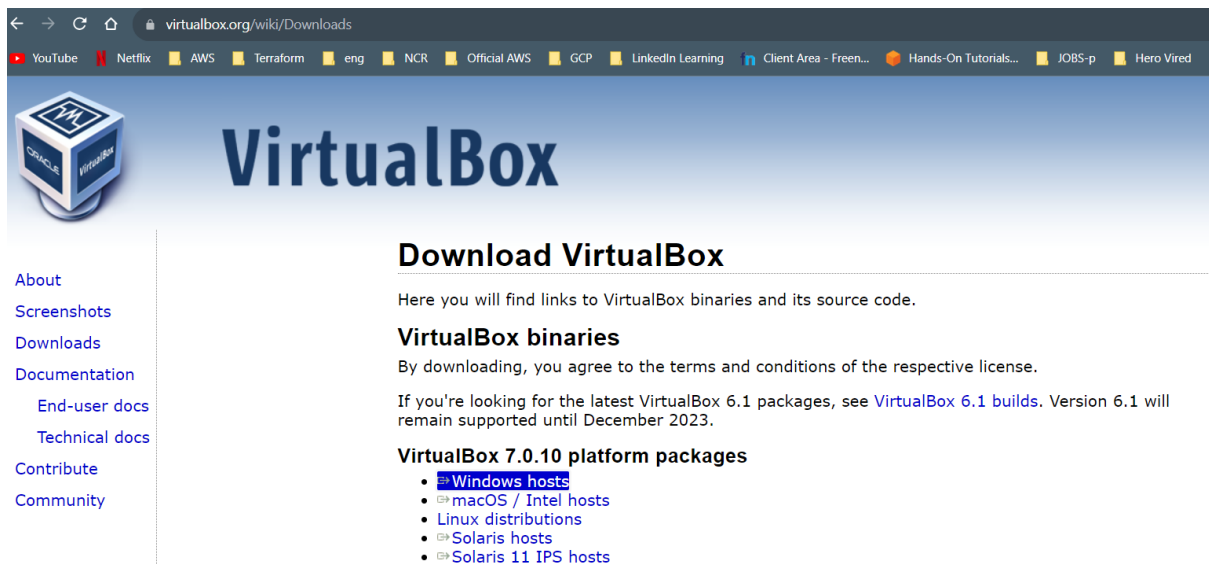 virtualbox.org/wiki/Downloads
YouTube Netflix AWS Terraform eng NCR Official AWS GCP LinkedIn Learning Client Area - Freen... Hands-On Tutorials... JOBS-p Hero Vired
ORACLE VirtualBox
VirtualBox
Download VirtualBox
Here you will find links to VirtualBox binaries and its source code.
VirtualBox binaries
By downloading, you agree to the terms and conditions of the respective license.
If you're looking for the latest VirtualBox 6.1 packages, see VirtualBox 6.1 builds. Version 6.1 will
remain supported until December 2023.
VirtualBox 7.0.10 platform packages
Windows hosts
macOS / Intel hosts
Linux distributions
Solaris hosts
Solaris 11 IPS hosts
About
Screenshots
Downloads
Documentation
End-user docs
Technical docs
Contribute
Community